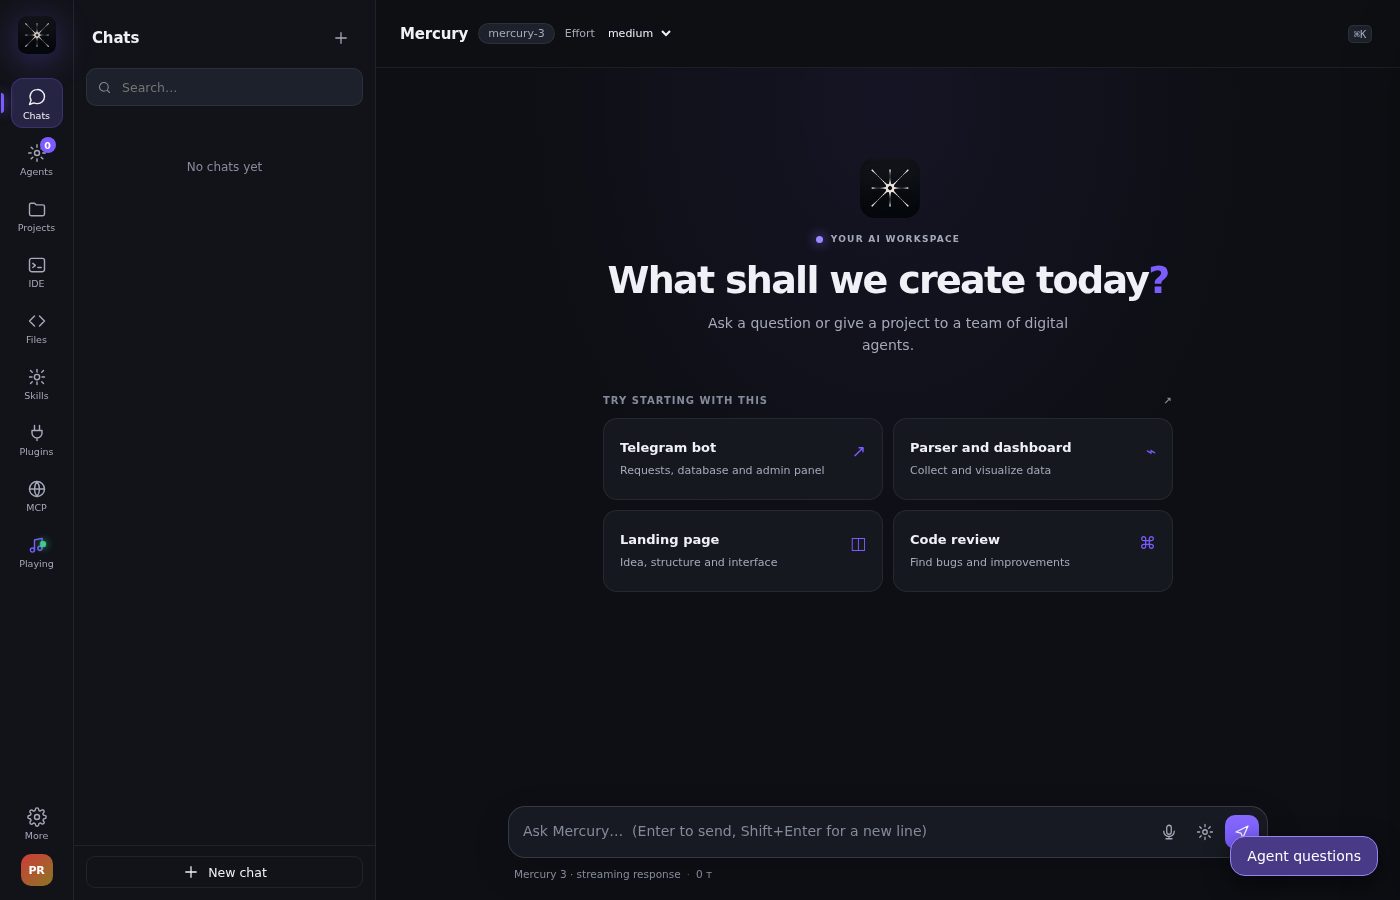 Chats
0
Agents
Projects
IDE
Files
Skills
Plugins
MCP
Playing
More
PR
Chats
Search...
No chats yet
New chat
Mercury
mercury-3
Effort
medium
⌘K
YOUR AI WORKSPACE
What shall we create today?
Ask a question or give a project to a team of digital
agents.
TRY STARTING WITH THIS
Telegram bot
Requests, database and admin panel
Parser and dashboard
Collect and visualize data
Landing page
Idea, structure and interface
Code review
Find bugs and improvements
Ask Mercury... (Enter to send, Shift+Enter for a new line)
Mercury 3 · streaming response · 0 т
Agent questions